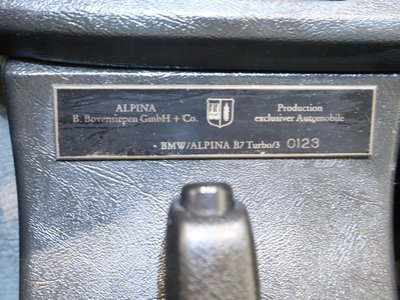 ALPINA
B. Bovensiepen GmbH + Co.
Production
exclusiver Automobile
BMW/ALPINA B7 Turbo/3 0123